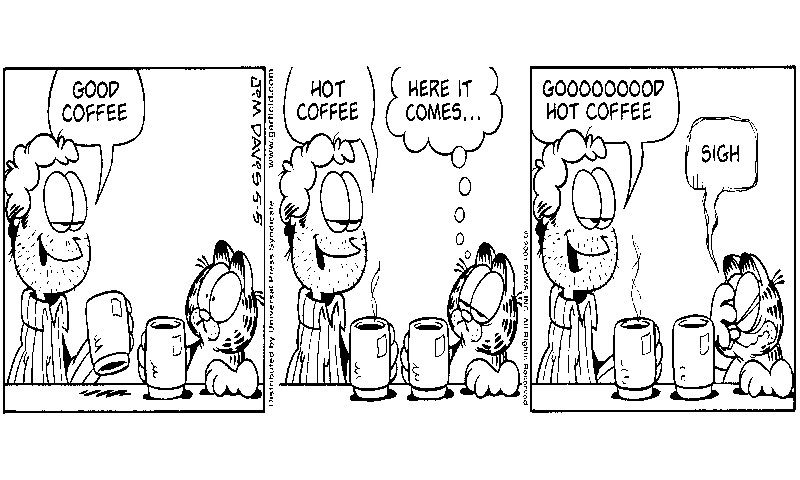 GOOD
COFFEE
JIM DAVIS 5-5
www.garfield.com
Distributed by Universal Press Syndicate
HOT
COFFEE
HERE IT
COMES...
© 2001 PAWS, INC. All Rights Reserved
GOOOOOOOOD
HOT COFFEE
SIGH